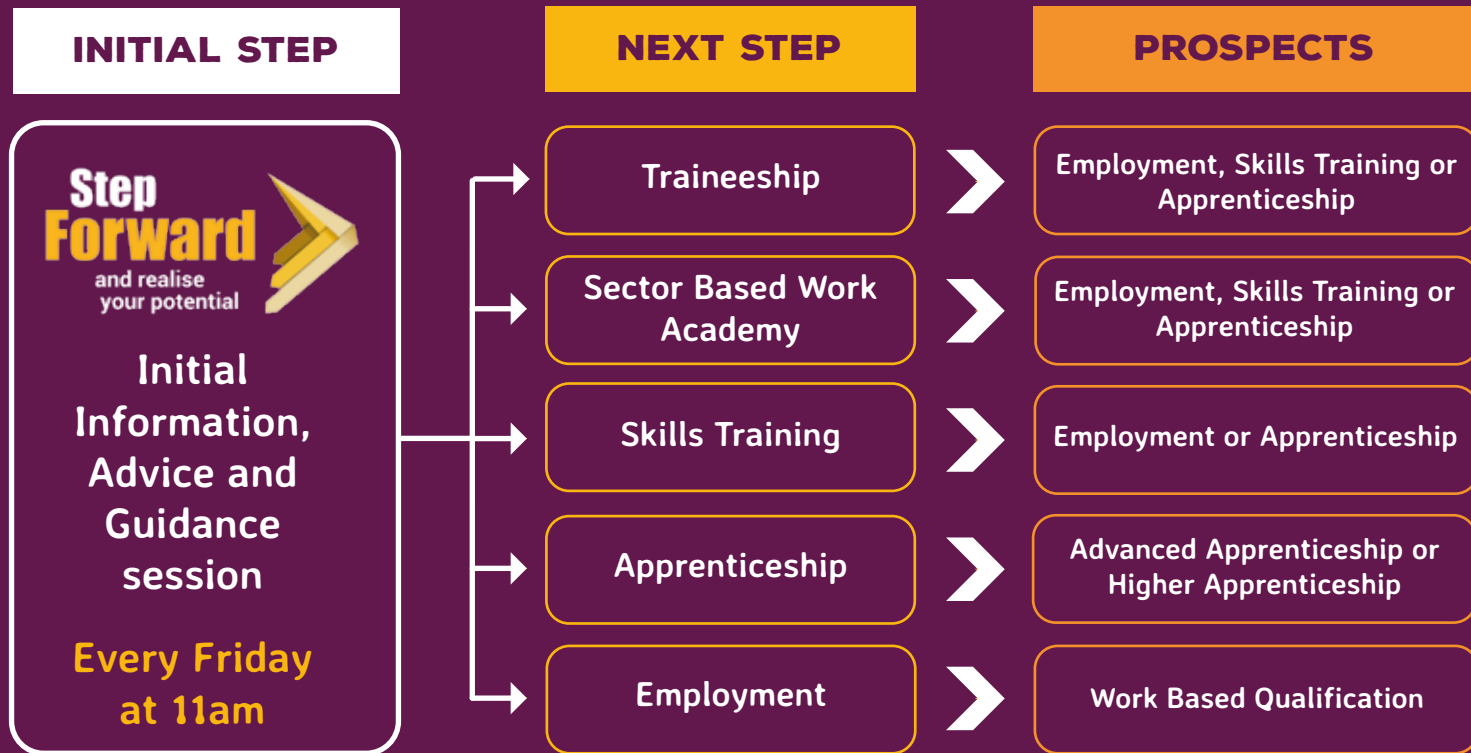 INITIAL STEP
NEXT STEP
PROSPECTS
Step
Forward
and realise
your potential
Initial
Information,
Advice and
Guidance
session
Every Friday
at 11am
Traineeship
Employment, Skills Training or
Apprenticeship
Sector Based Work
Academy
Employment, Skills Training or
Apprenticeship
Skills Training
Employment or Apprenticeship
Apprenticeship
Advanced Apprenticeship or
Higher Apprenticeship
Employment
Work Based Qualification